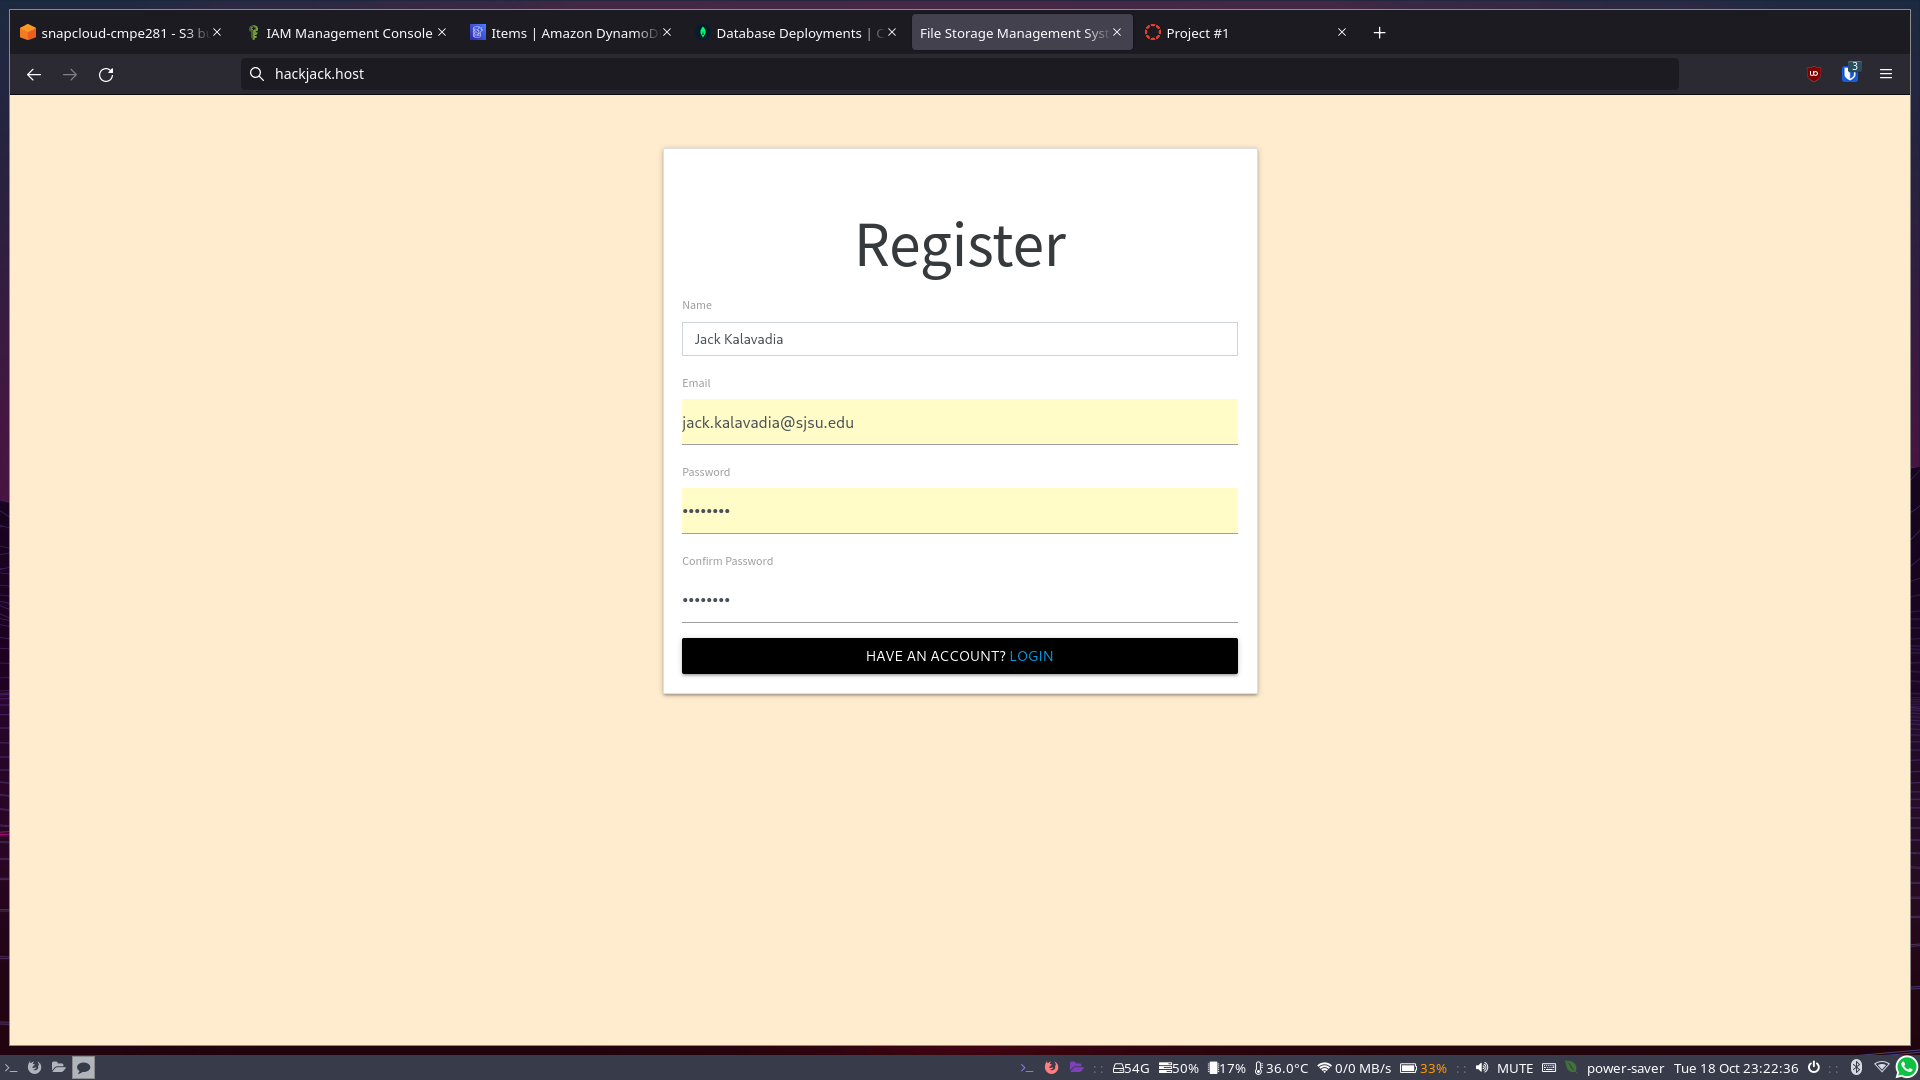 snapcloud-cmpe281 - S3 b
IAM Management Console
Items | Amazon DynamoD
Database Deployments | C
File Storage Management Sys
Project #1
hackjack.host
3
Register
Name
Jack Kalavadia
Email
jack.kalavadia@sjsu.edu
Password
••••••••
Confirm Password
••••••••
HAVE AN ACCOUNT? LOGIN
54G 50% 17% 36.0°C 0/0 MB/s 33% MUTE power-saver Tue 18 Oct 23:22:36